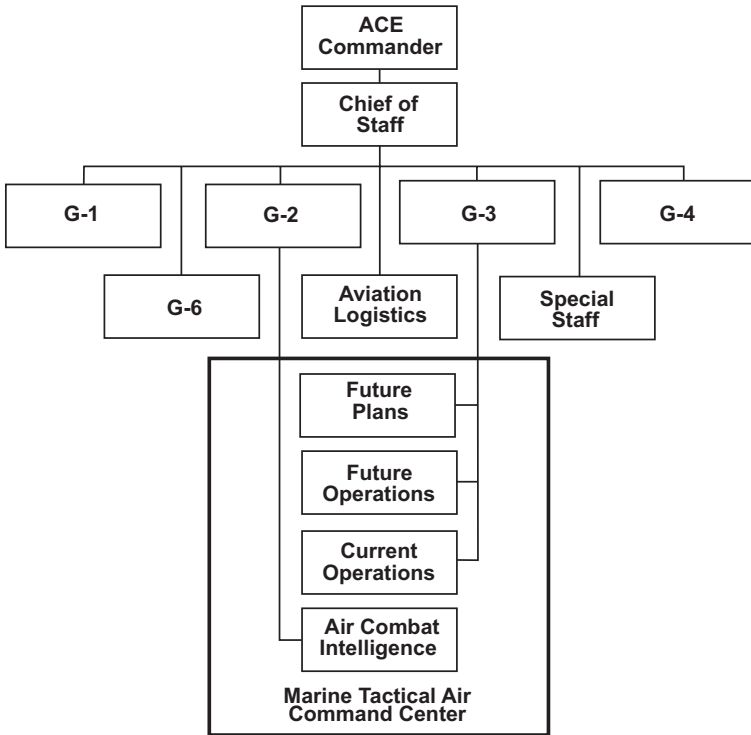 ACE
Commander
Chief of
Staff
G-1
G-2
G-3
G-4
G-6
Aviation
Logistics
Special
Staff
Future
Plans
Future
Operations
Current
Operations
Air Combat
Intelligence
Marine Tactical Air
Command Center